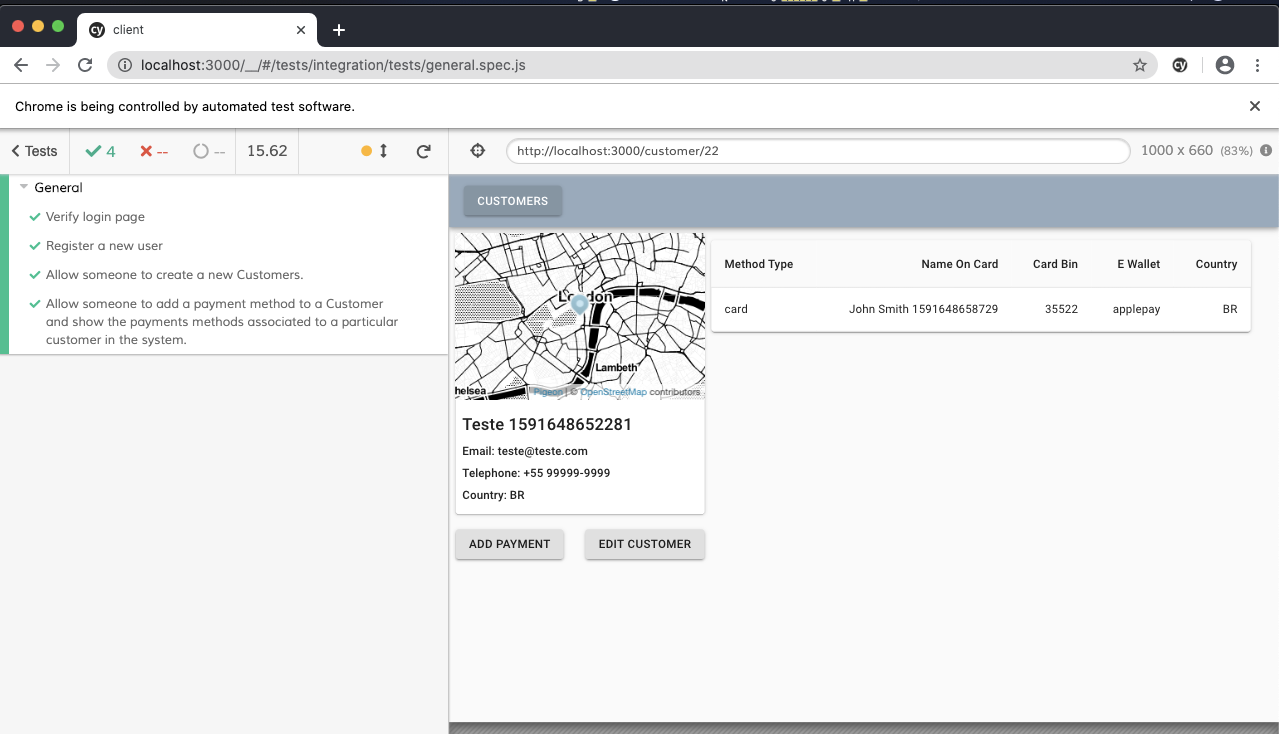 client
localhost:3000/__/#/tests/integration/tests/general.spec.js
Chrome is being controlled by automated test software.
Tests
4
--
--
15.62
http://localhost:3000/customer/22
1000 x 660 (83%)
General
Verify login page
Register a new user
Allow someone to create a new Customers.
Allow someone to add a payment method to a Customer
and show the payments methods associated to a particular
customer in the system.
CUSTOMERS
London
Lambeth
helsea
Pigeon | © OpenStreetMap contributors
Teste 1591648652281
Email: teste@teste.com
Telephone: +55 99999-9999
Country: BR
ADD PAYMENT
EDIT CUSTOMER
Method Type Name On Card Card Bin E Wallet Country
card John Smith 1591648658729 35522 applepay BR